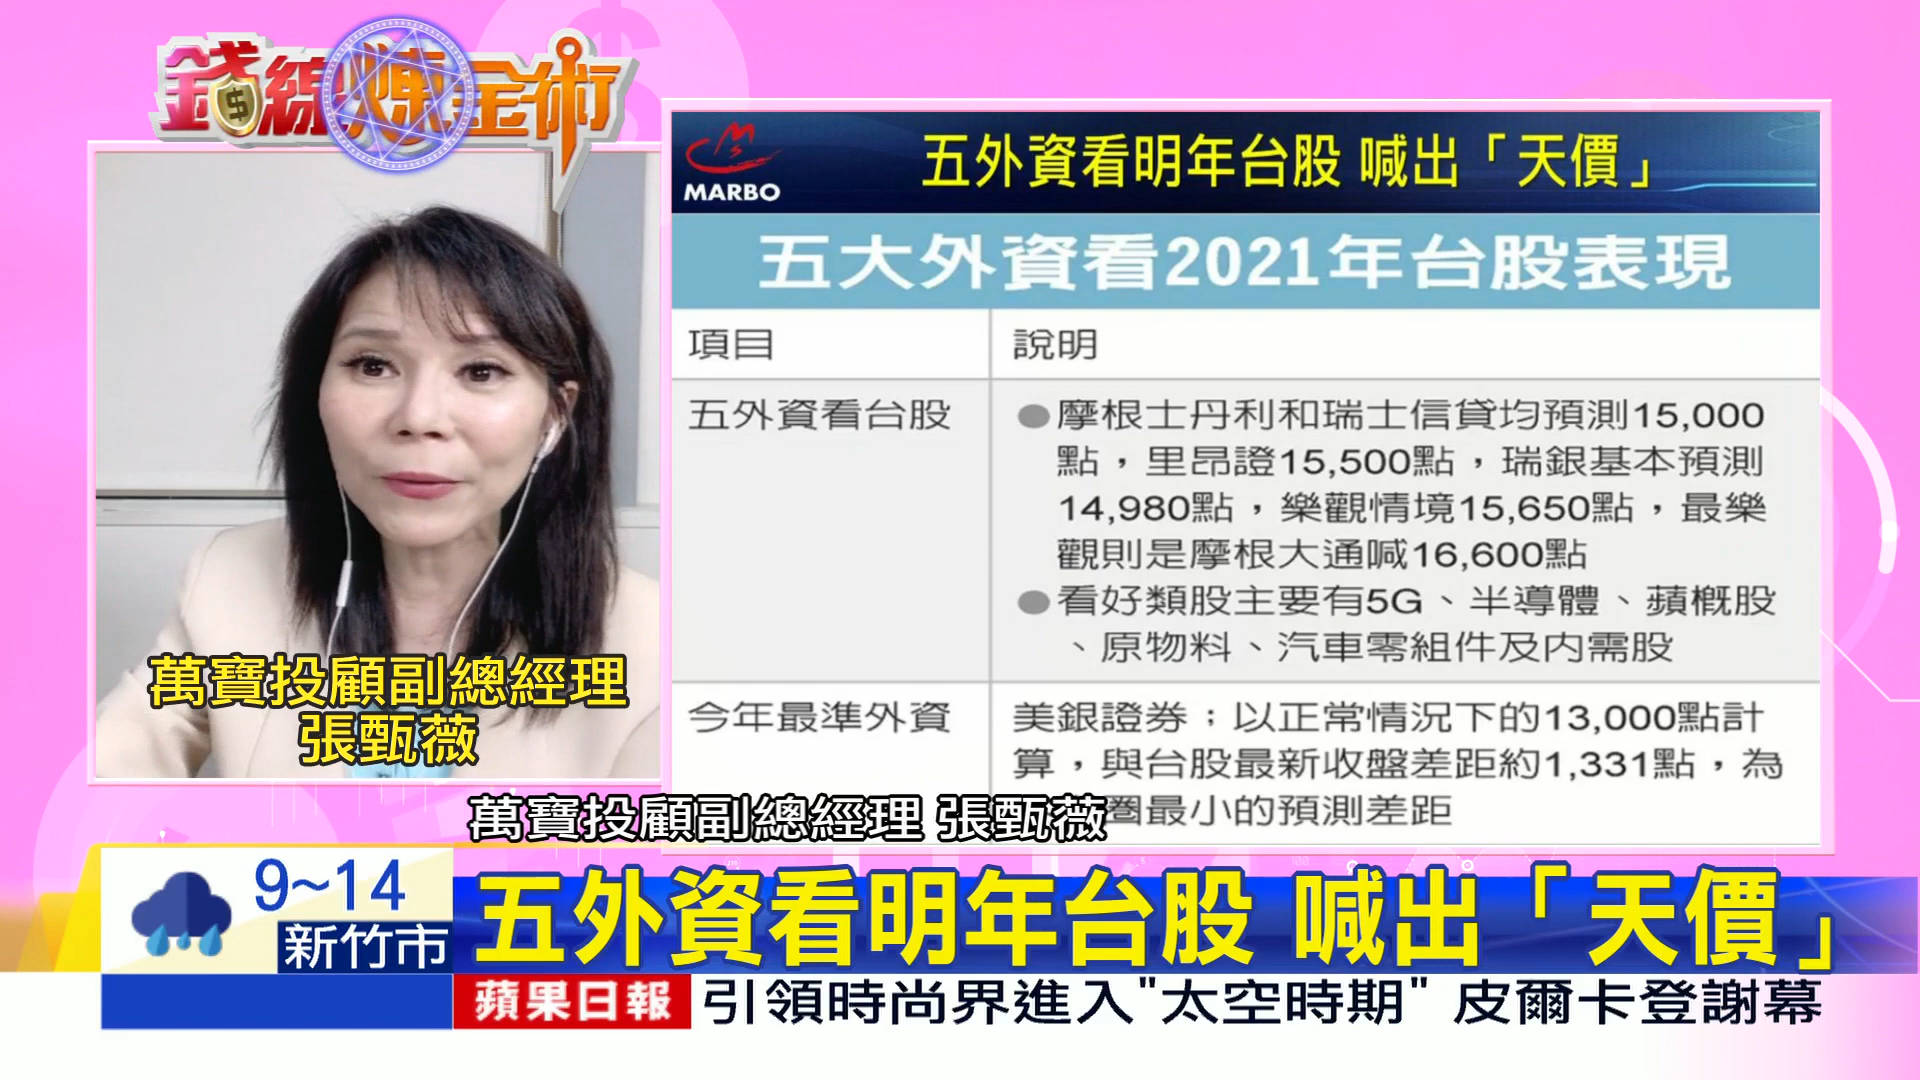 錢線煉金術
$
MARBO
五外資看明年台股 喊出「天價」
五大外資看2021年台股表現
項目
說明
五外資看台股
●摩根士丹利和瑞士信貸均預測15,000
點，里昂證15,500點，瑞銀基本預測
14,980點，樂觀情境15,650點，最樂
觀則是摩根大通喊16,600點
●看好類股主要有5G、半導體、蘋概股
、原物料、汽車零組件及內需股
今年最準外資
美銀證券；以正常情況下的13,000點計
算，與台股最新收盤差距約1,331點，為
圈最小的預測差距
萬寶投顧副總經理
張甄薇
萬寶投顧副總經理 張甄薇
9~14
新竹市
五外資看明年台股 喊出「天價」
蘋果日報
引領時尚界進入"太空時期" 皮爾卡登謝幕